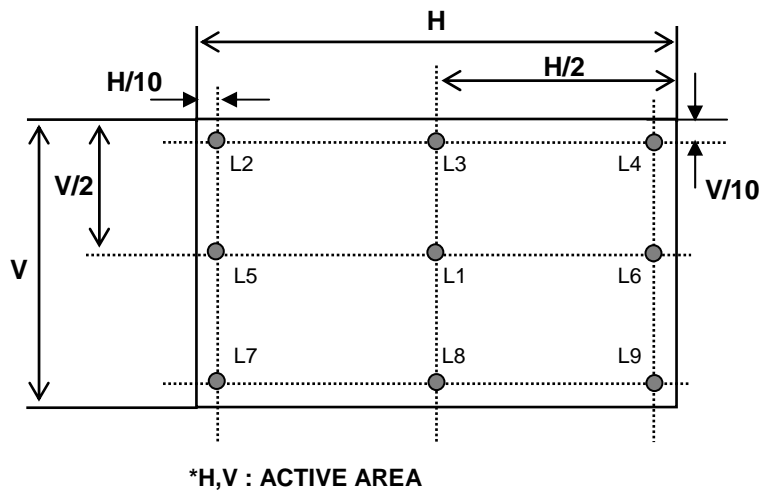 H
H/10
H/2
L2
L3
L4
V/2
V/10
V
L5
L1
L6
L7
L8
L9
*H,V : ACTIVE AREA